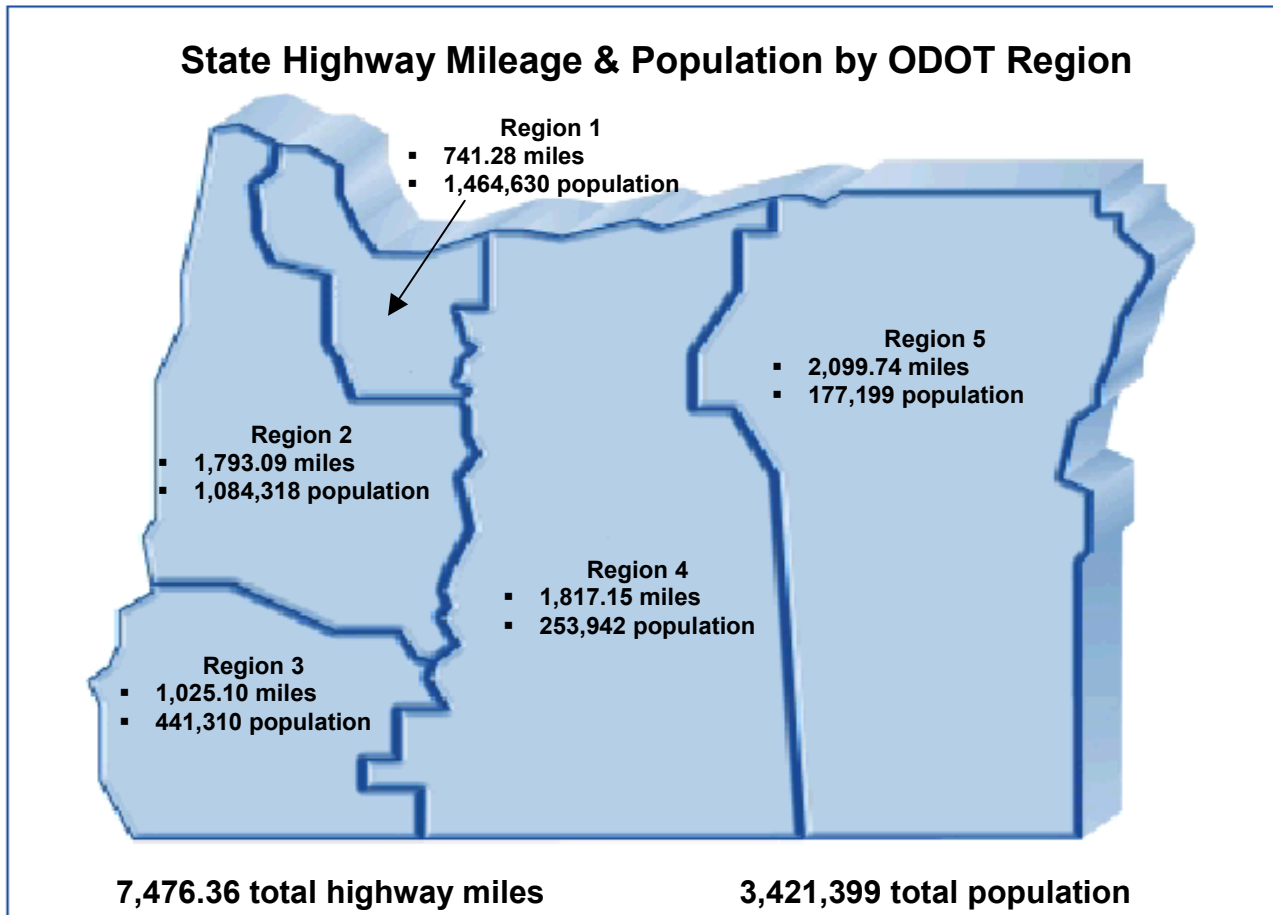 State Highway Mileage & Population by ODOT Region
Region 1
▪ 741.28 miles
▪ 1,464,630 population
Region 5
▪ 2,099.74 miles
▪ 177,199 population
Region 2
▪ 1,793.09 miles
▪ 1,084,318 population
Region 4
▪ 1,817.15 miles
▪ 253,942 population
Region 3
▪ 1,025.10 miles
▪ 441,310 population
7,476.36 total highway miles
3,421,399 total population